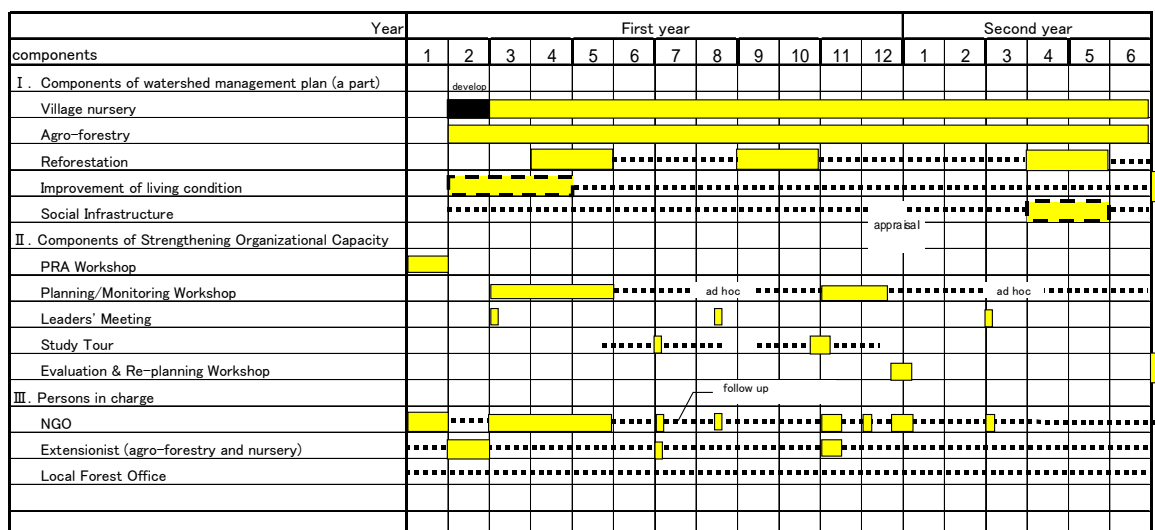 Year First year Second year
components 1 2 3 4 5 6 7 8 9 10 11 12 1 2 3 4 5 6
Ⅰ. Components of watershed management plan (a part) develop
Village nursery
Agro-forestry
Reforestation
Improvement of living condition
Social Infrastructure
appraisal
Ⅱ. Components of Strengthening Organizational Capacity
PRA Workshop
Planning/Monitoring Workshop ad hoc ad hoc
Leaders' Meeting
Study Tour
Evaluation & Re-planning Workshop
Ⅲ. Persons in charge follow up
NGO
Extensionist (agro-forestry and nursery)
Local Forest Office